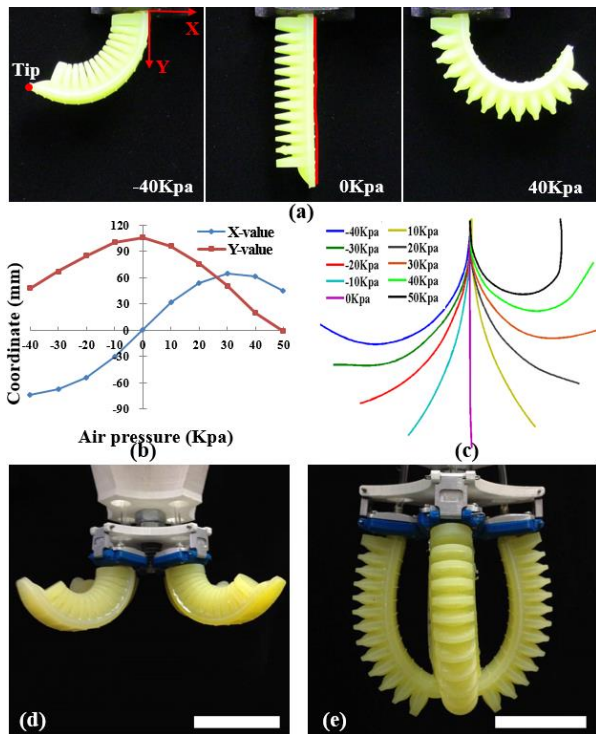 X
Y
Tip
-40Kpa
0Kpa
40Kpa
(a)
120
90
60
30
0
-30
-60
-90
-40 -30 -20 -10 0 10 20 30 40 50
X-value
Y-value
Coordinate (mm)
Air pressure (Kpa)
(b)
-40Kpa 10Kpa
-30Kpa 20Kpa
-20Kpa 30Kpa
-10Kpa 40Kpa
0Kpa 50Kpa
(c)
(d)
(e)